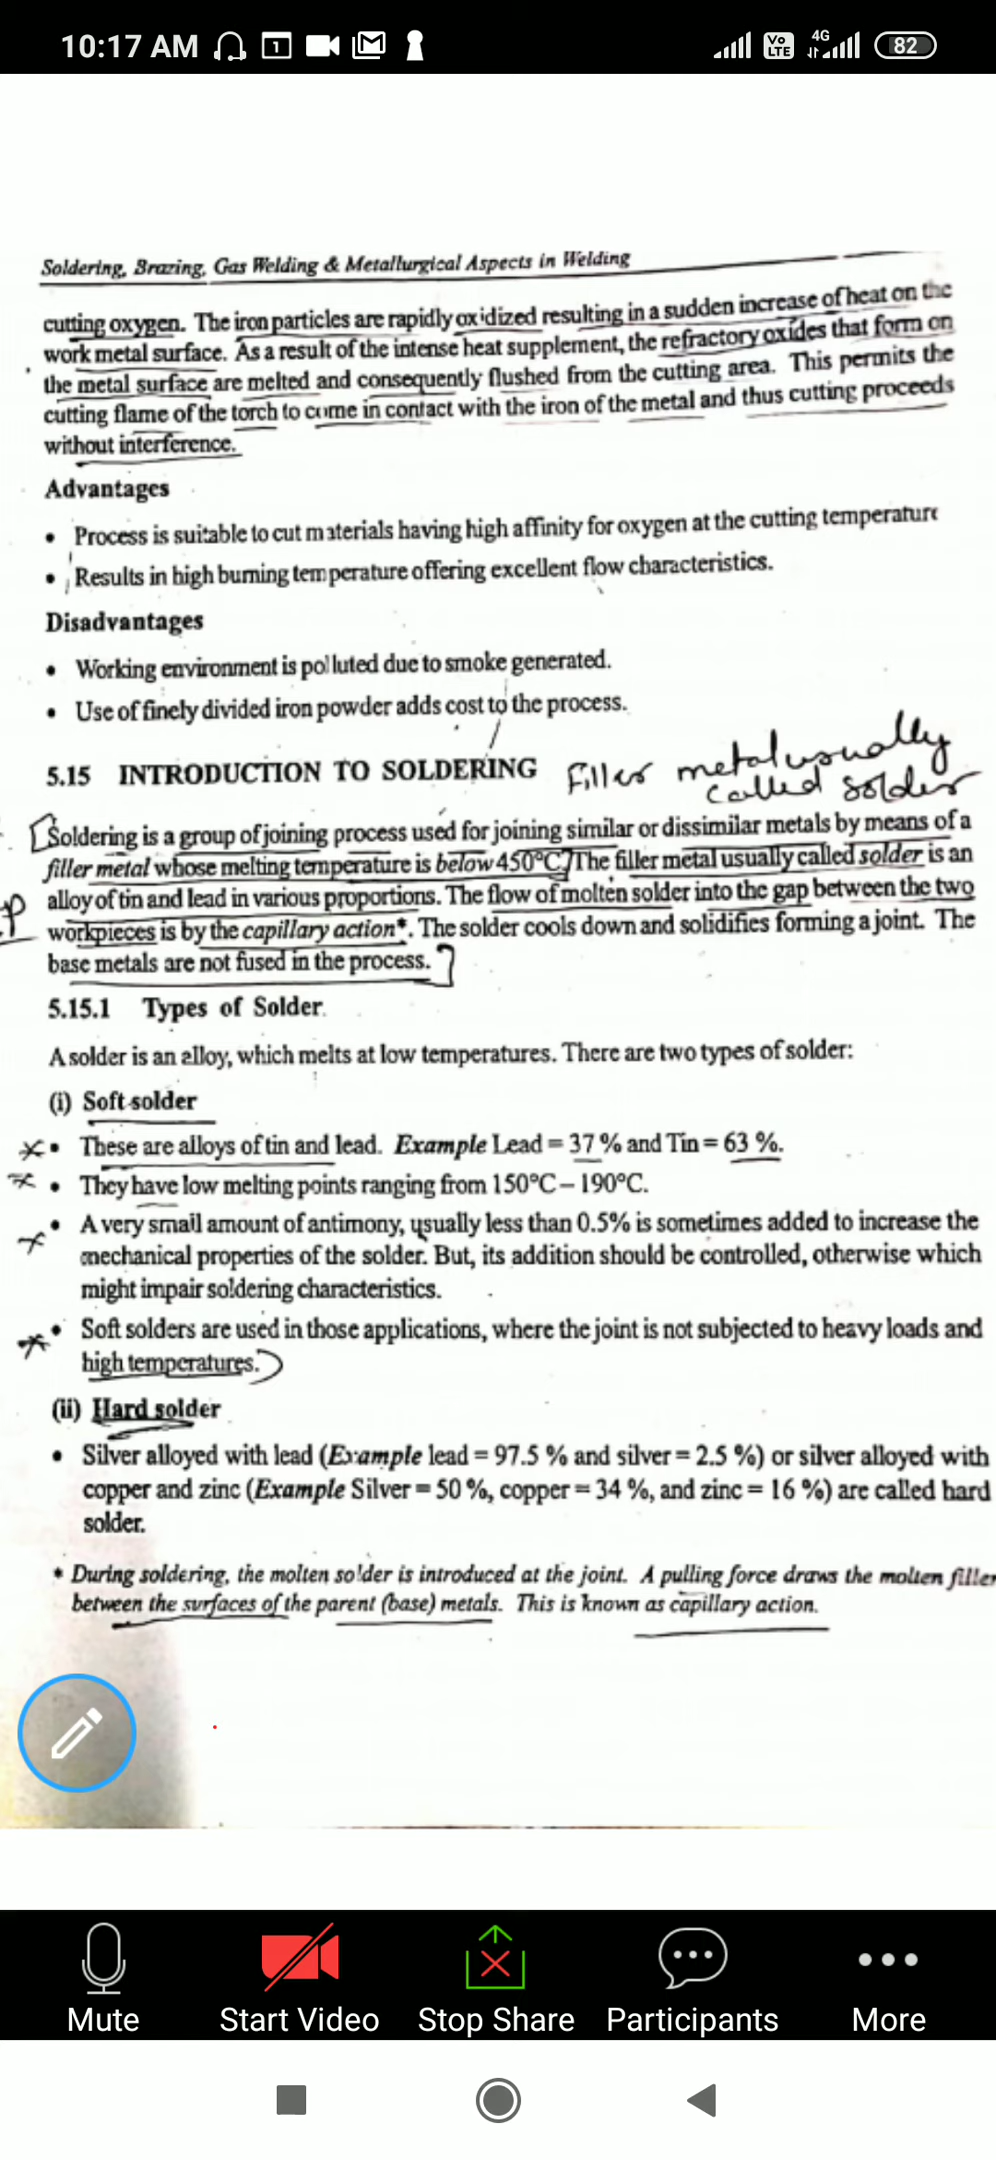 10:17 AM 1 Vo LTE 4G 82
Soldering, Brazing, Gas Welding & Metallurgical Aspects in Welding
cutting oxygen. The iron particles are rapidly oxidized resulting in a sudden increase of heat on the
work metal surface. As a result of the intense heat supplement, the refractory oxides that form on
the metal surface are melted and consequently flushed from the cutting area. This permits the
cutting flame of the torch to come in contact with the iron of the metal and thus cutting proceeds
without interference.
Advantages
• Process is suitable to cut materials having high affinity for oxygen at the cutting temperature
• Results in high burning temperature offering excellent flow characteristics.
Disadvantages
• Working environment is polluted due to smoke generated.
• Use of finely divided iron powder adds cost to the process.
5.15 INTRODUCTION TO SOLDERING Filler metal usually
called Solder
Soldering is a group of joining process used for joining similar or dissimilar metals by means of a
filler metal whose melting temperature is below 450°C. The filler metal usually called solder is an
alloy of tin and lead in various proportions. The flow of molten solder into the gap between the two
workpieces is by the capillary action*. The solder cools down and solidifies forming a joint. The
base metals are not fused in the process.
5.15.1 Types of Solder
A solder is an alloy, which melts at low temperatures. There are two types of solder:
(i) Soft solder
• These are alloys of tin and lead. Example Lead = 37 % and Tin = 63 %.
• They have low melting points ranging from 150°C – 190°C.
• A very small amount of antimony, usually less than 0.5% is sometimes added to increase the
mechanical properties of the solder. But, its addition should be controlled, otherwise which
might impair soldering characteristics.
• Soft solders are used in those applications, where the joint is not subjected to heavy loads and
high temperatures.
(ii) Hard solder
• Silver alloyed with lead (Example lead = 97.5 % and silver = 2.5 %) or silver alloyed with
copper and zinc (Example Silver = 50 %, copper = 34 %, and zinc = 16 %) are called hard
solder.
* During soldering, the molten solder is introduced at the joint. A pulling force draws the molten filler
between the surfaces of the parent (base) metals. This is known as capillary action.
Mute Start Video Stop Share Participants More